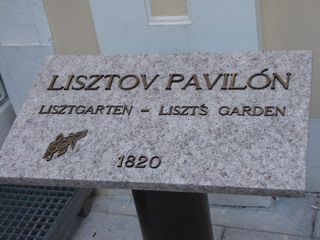 LISZTOV PAVILÓN
LISZTGARTEN - LISZT'S GARDEN
1820